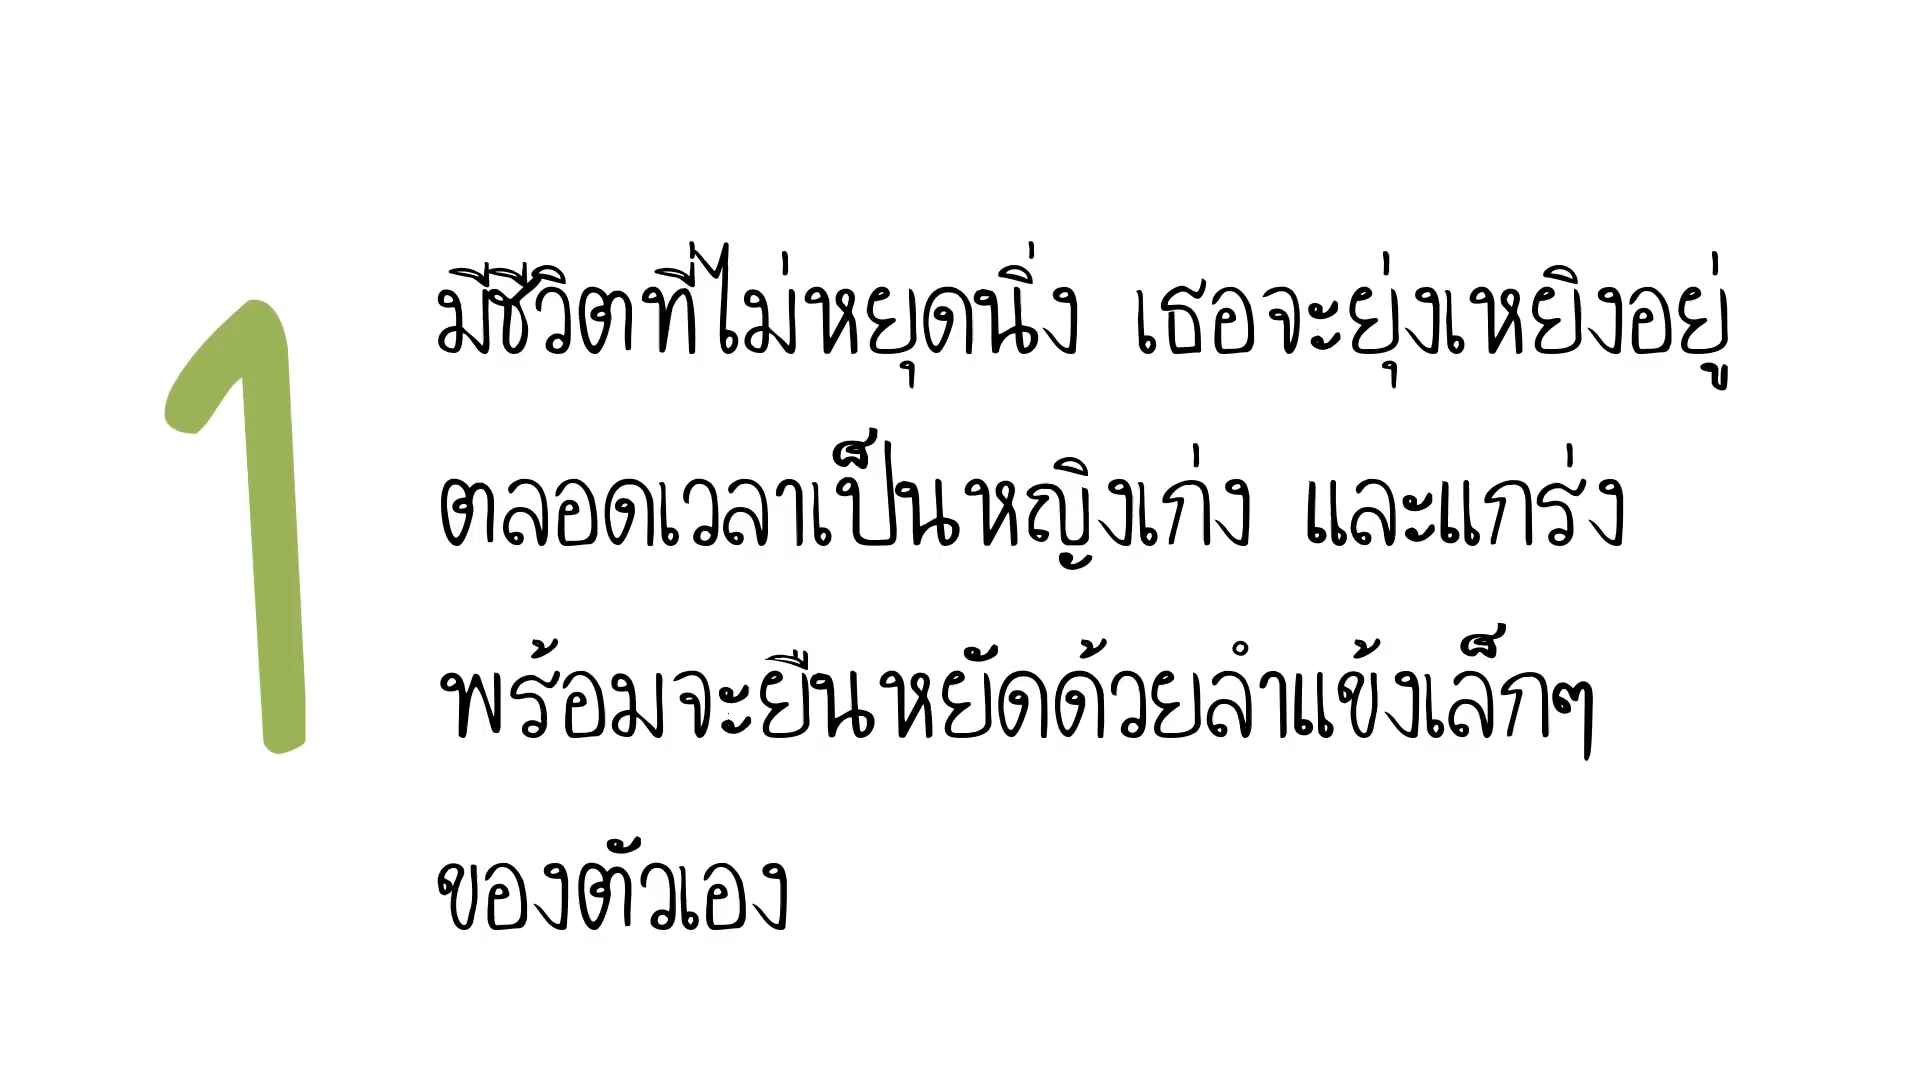 1
มีชีวิตที่ไม่หยุดนิ่ง เธอจะยุ่งเหยิงอยู่
ตลอดเวลาเป็นหญิงเก่ง และแกร่ง
พร้อมจะยืนหยัดด้วยลำแข้งเล็กๆ
ของตัวเอง